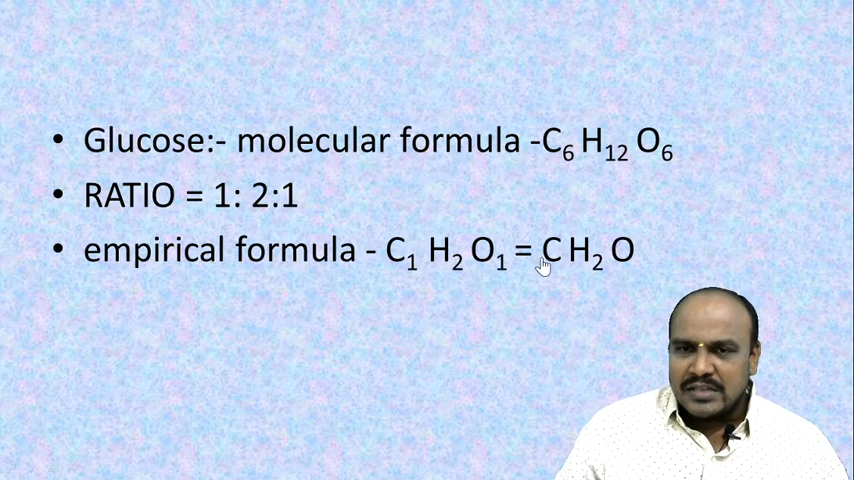 • Glucose:- molecular formula -C₆ H₁₂ O₆
• RATIO = 1: 2:1
• empirical formula - C₁ H₂ O₁ = C H₂ O